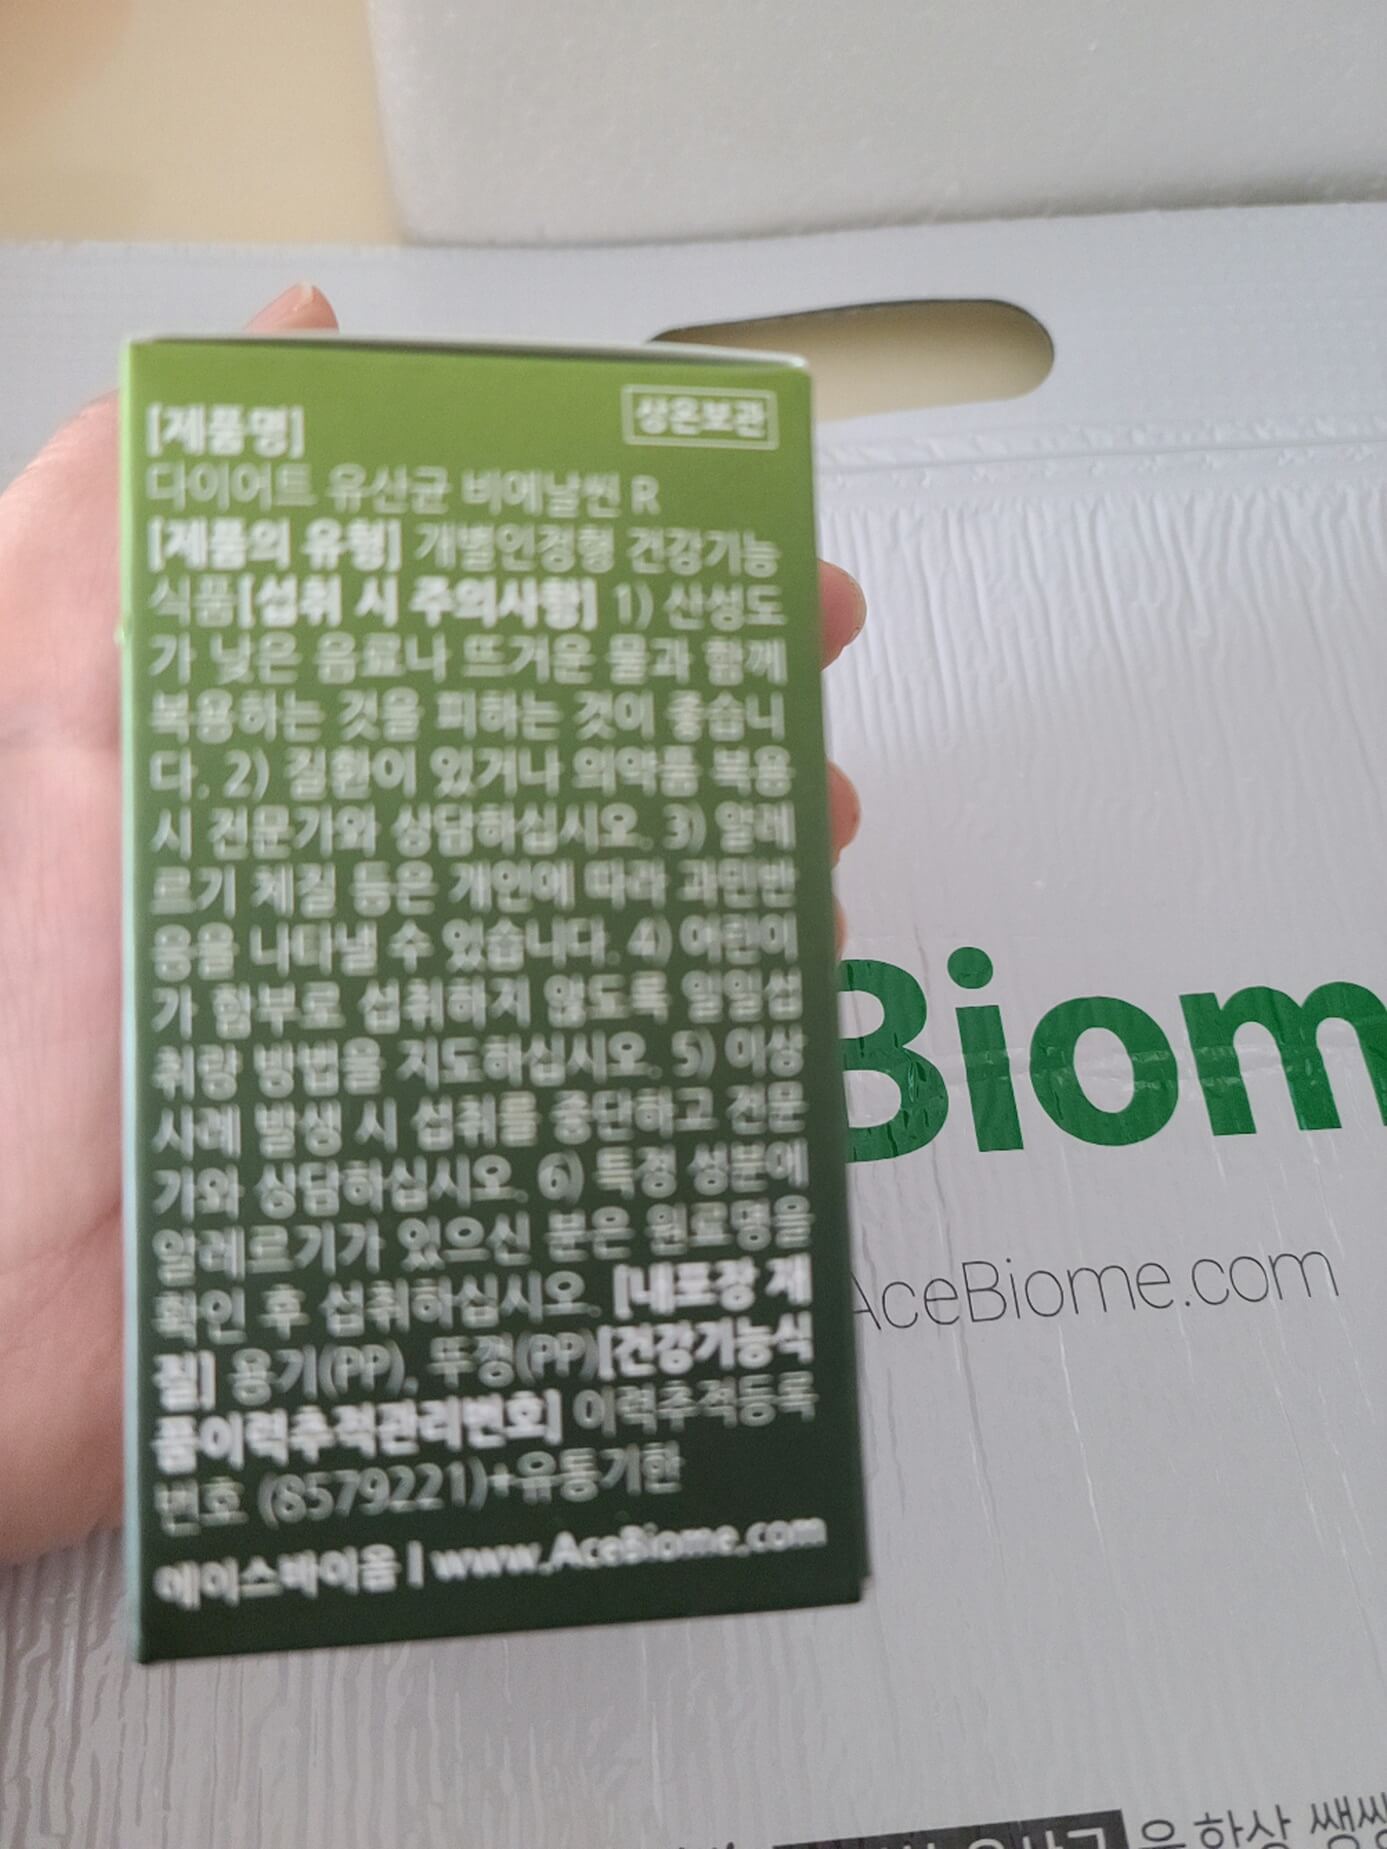 [제품명]
상온보관
다이어트 유산균 비에날씬 R
[제품의 유형] 개별인정형 건강기능
식품[섭취 시 주의사항] 1) 산성도
가 낮은 음료나 뜨거운 물과 함께
복용하는 것을 피하는 것이 좋습니
다. 2) 질환이 있거나 의약품 복용
시 전문가와 상담하십시오. 3) 알레
르기 체질 등은 개인에 따라 과민반
응을 나타낼 수 있습니다. 4) 어린이
가 함부로 섭취하지 않도록 일일섭
취량 방법을 지도하십시오. 5) 이상
사례 발생 시 섭취를 중단하고 전문
가와 상담하십시오. 6) 특정 성분에
알레르기가 있으신 분은 원료명을
확인 후 섭취하십시오. [내포장 재
질] 용기(PP), 뚜껑(PP)[건강기능식
품이력추적관리번호] 이력추적등록
번호 (8579221)+유통기한
에이스바이옴 | www.AceBiome.com
Biom
AceBiome.com
항상